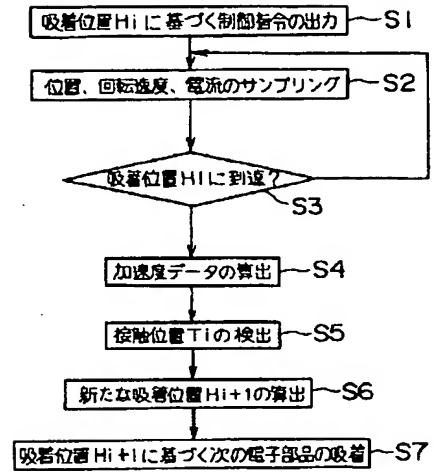 吸着位置Hiに基づく制御指令の出力 S1
位置、回転速度、電流のサンプリング S2
吸着位置Hiに到達? S3
加速度データの算出 S4
接触位置Tiの検出 S5
新たな吸着位置Hi+1の算出 S6
吸着位置Hi+1に基づく次の電子部品の吸着 S7